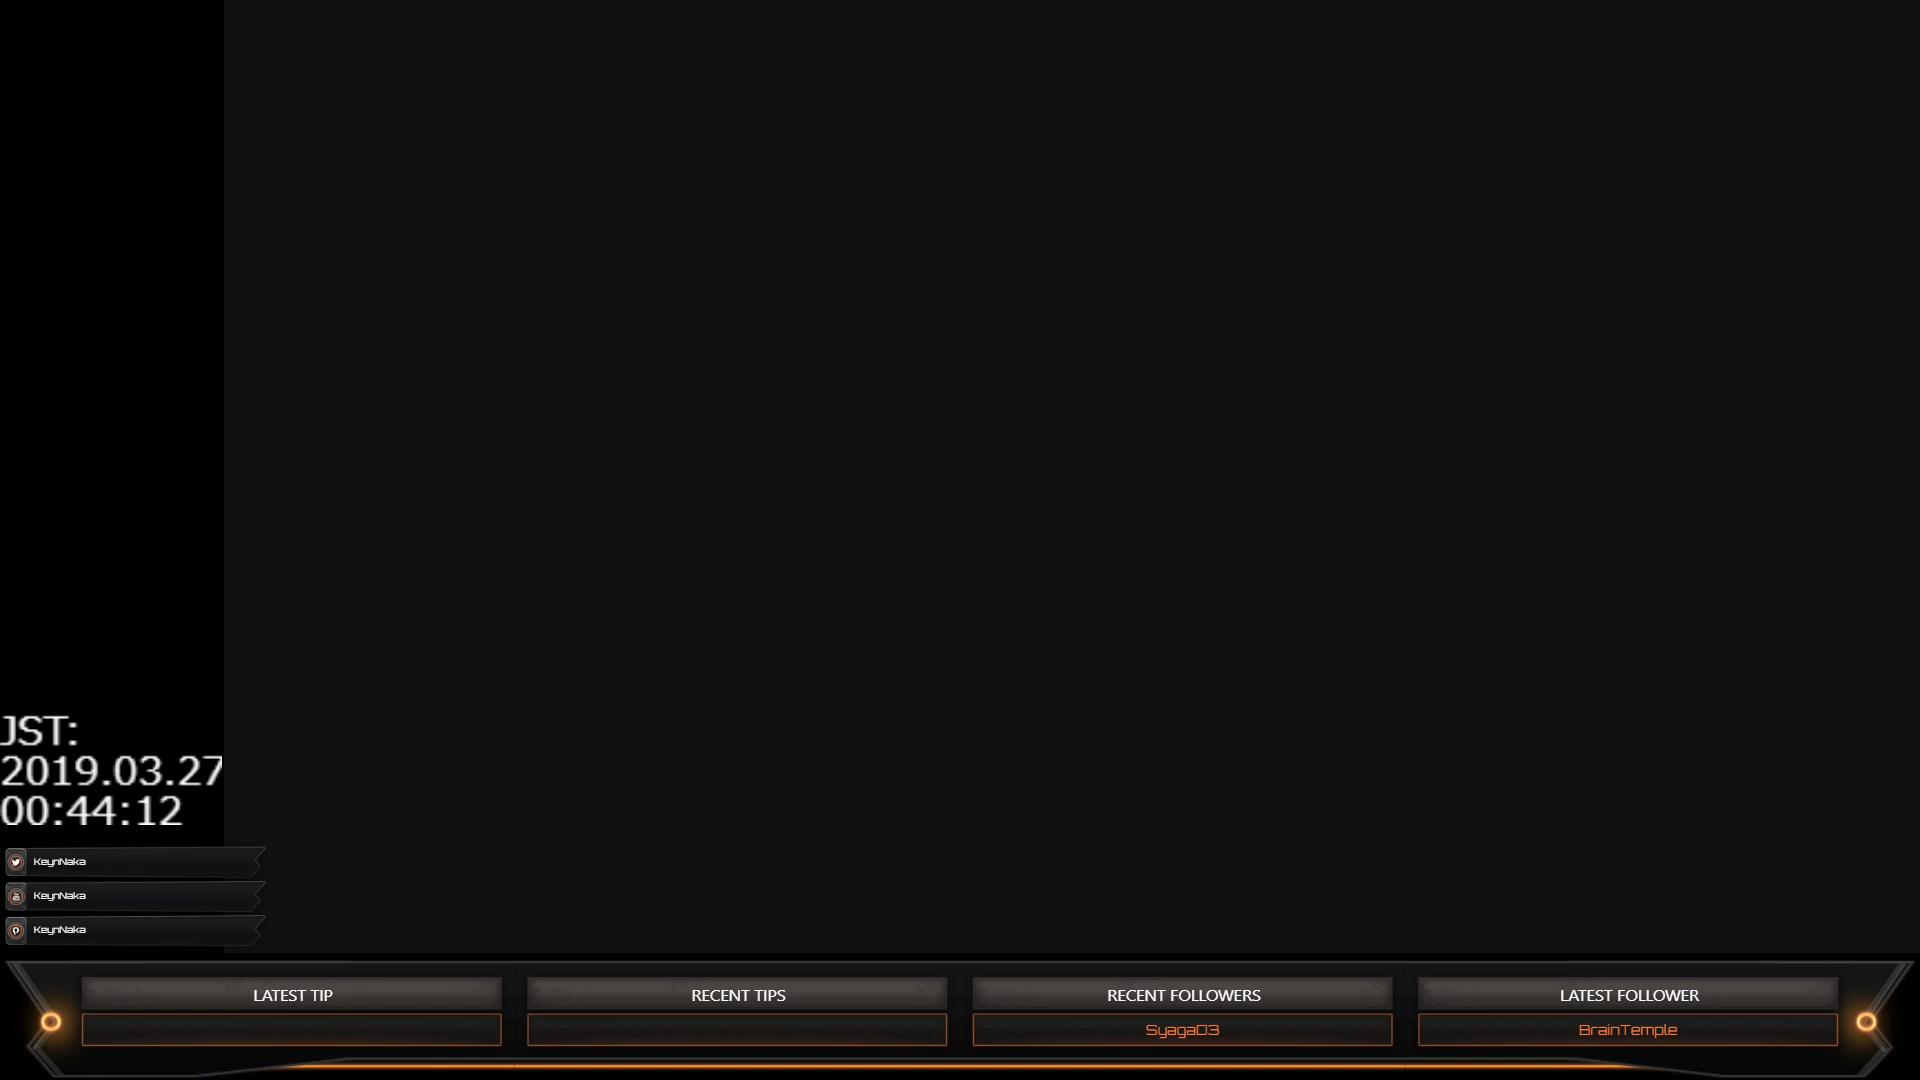 JST:
2019.03.27
00:44:12
KeynNaka
KeynNaka
KeynNaka
LATEST TIP
RECENT TIPS
RECENT FOLLOWERS
LATEST FOLLOWER
SyagaD3
BrainTemple